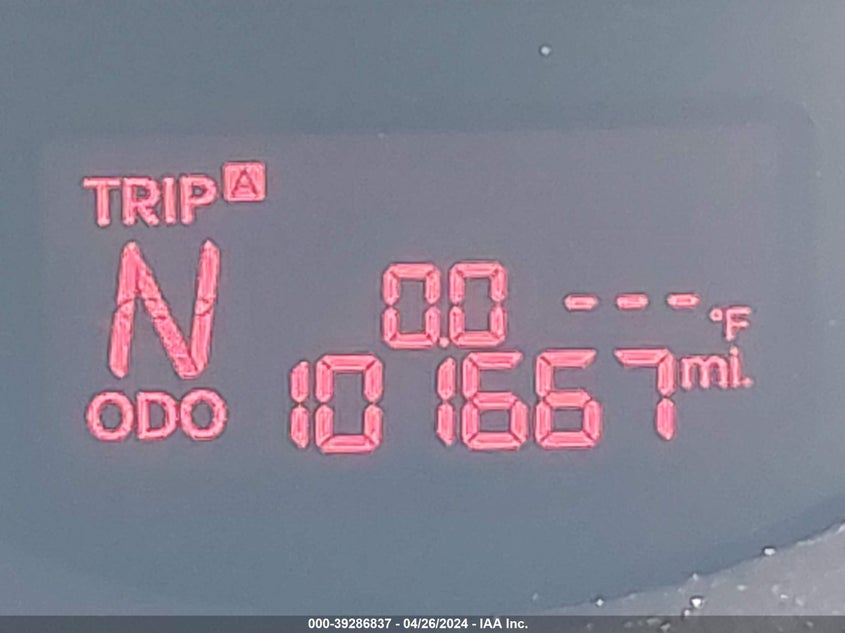 TRIP A
N 0.0 --- °F
ODO 101667 mi.
000-39286837 - 04/26/2024 - IAA Inc.